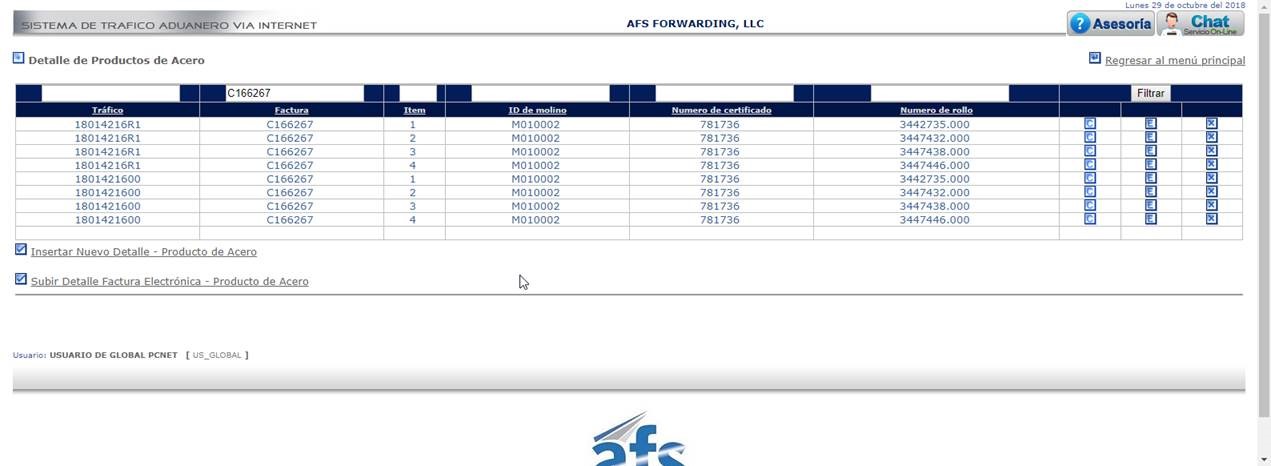 Lunes 29 de octubre del 2018
SISTEMA DE TRAFICO ADUANERO VIA INTERNET
AFS FORWARDING, LLC
? Asesoría
Chat
Servicio On-Line
Detalle de Productos de Acero
Regresar al menú principal
C166267 Filtrar
Tráfico Factura Item ID de molino Numero de certificado Numero de rollo
18014216R1 C166267 1 M010002 781736 3442735.000 C E X
18014216R1 C166267 2 M010002 781736 3447432.000 C E X
18014216R1 C166267 3 M010002 781736 3447438.000 C E X
18014216R1 C166267 4 M010002 781736 3447446.000 C E X
1801421600 C166267 1 M010002 781736 3442735.000 C E X
1801421600 C166267 2 M010002 781736 3447432.000 C E X
1801421600 C166267 3 M010002 781736 3447438.000 C E X
1801421600 C166267 4 M010002 781736 3447446.000 C E X
Insertar Nuevo Detalle - Producto de Acero
Subir Detalle Factura Electrónica - Producto de Acero
Usuario: USUARIO DE GLOBAL PCNET [ US_GLOBAL ]
afs